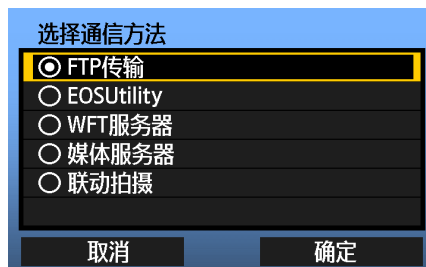 选择通信方法
FTP传输
EOSUtility
WFT服务器
媒体服务器
联动拍摄
取消 确定